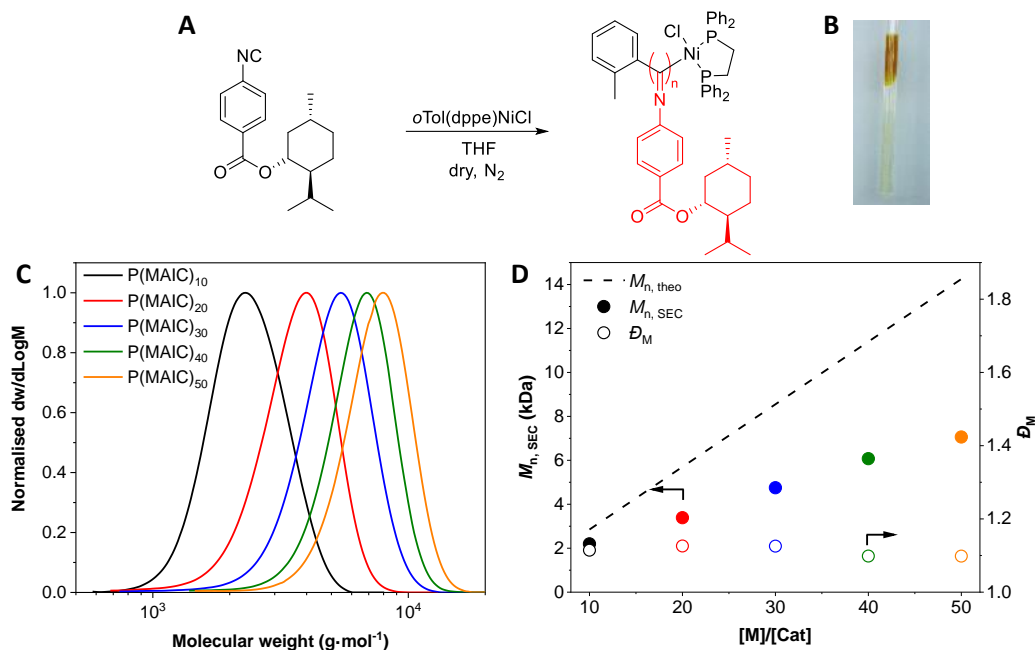 A
B
NC
O
O
oTol(dppe)NiCl
THF
dry, N2
Cl
Ph2
P
Ni
P
Ph2
n
N
O
O
C
Normalised dw/dLogM
1.0
0.8
0.6
0.4
0.2
0.0
P(MAIC)10
P(MAIC)20
P(MAIC)30
P(MAIC)40
P(MAIC)50
10³
10⁴
Molecular weight (g·mol-1)
D
Mn, SEC (kDa)
14
12
10
8
6
4
2
0
Mn, theo
Mn, SEC
ĐM
1.8
1.6
1.4
1.2
1.0
ĐM
10
20
30
40
50
[M]/[Cat]